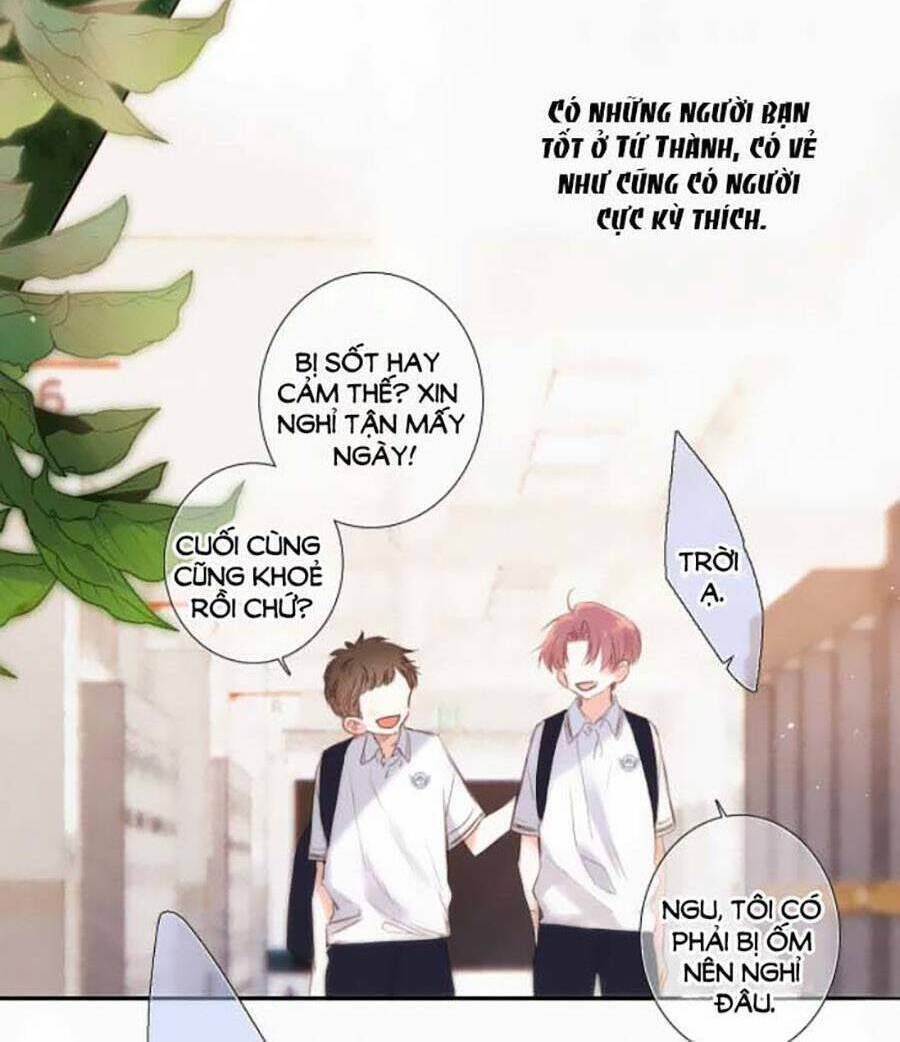 CÓ NHỮNG NGƯỜI BẠN
TỐT Ở TỨ THÀNH, CÓ VẺ
NHƯ CŨNG CÓ NGƯỜI
CỰC KỲ THÍCH.
BỊ SỐT HAY
CẢM THẾ? XIN
NGHỈ TẬN MẤY
NGÀY!
CUỐI CÙNG
CŨNG KHOẺ
RỒI CHỨ?
TRỜI
Ạ.
NGU, TÔI CÓ
PHẢI BỊ ỐM
NÊN NGHỈ
ĐÂU.
6